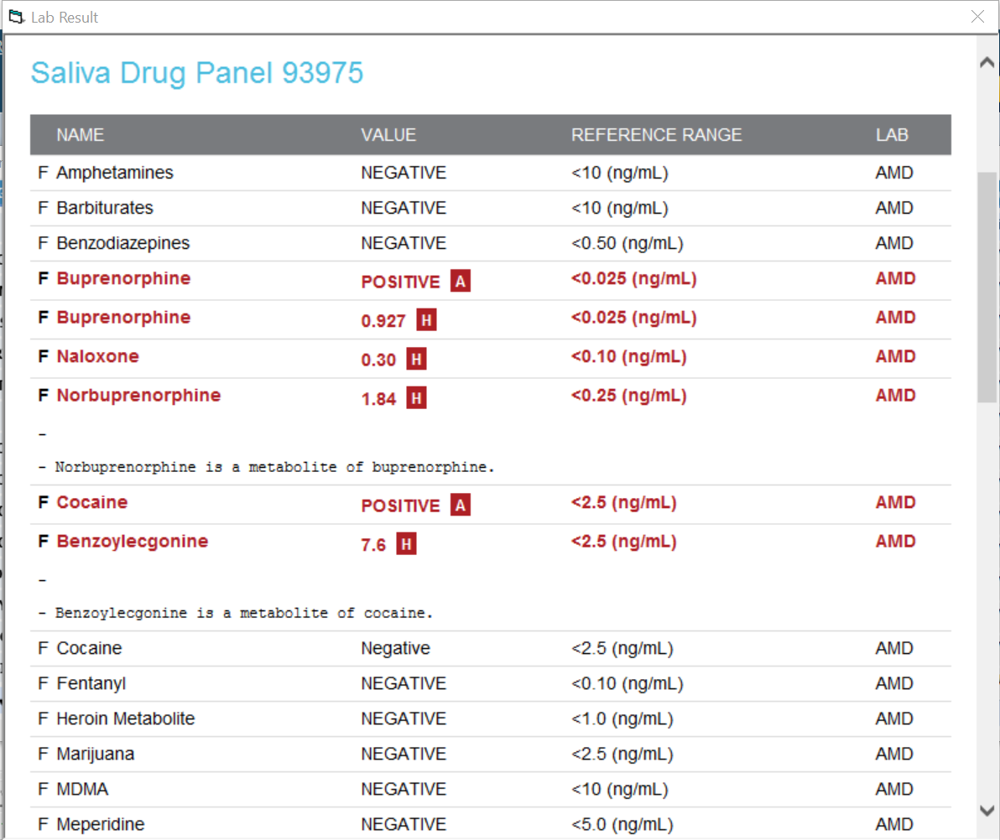 Lab Result
Saliva Drug Panel 93975
NAME VALUE REFERENCE RANGE LAB
F Amphetamines NEGATIVE <10 (ng/mL) AMD
F Barbiturates NEGATIVE <10 (ng/mL) AMD
F Benzodiazepines NEGATIVE <0.50 (ng/mL) AMD
F Buprenorphine POSITIVE A <0.025 (ng/mL) AMD
F Buprenorphine 0.927 H <0.025 (ng/mL) AMD
F Naloxone 0.30 H <0.10 (ng/mL) AMD
F Norbuprenorphine 1.84 H <0.25 (ng/mL) AMD
-
- Norbuprenorphine is a metabolite of buprenorphine.
F Cocaine POSITIVE A <2.5 (ng/mL) AMD
F Benzoylecgonine 7.6 H <2.5 (ng/mL) AMD
-
- Benzoylecgonine is a metabolite of cocaine.
F Cocaine Negative <2.5 (ng/mL) AMD
F Fentanyl NEGATIVE <0.10 (ng/mL) AMD
F Heroin Metabolite NEGATIVE <1.0 (ng/mL) AMD
F Marijuana NEGATIVE <2.5 (ng/mL) AMD
F MDMA NEGATIVE <10 (ng/mL) AMD
F Meperidine NEGATIVE <5.0 (ng/mL) AMD